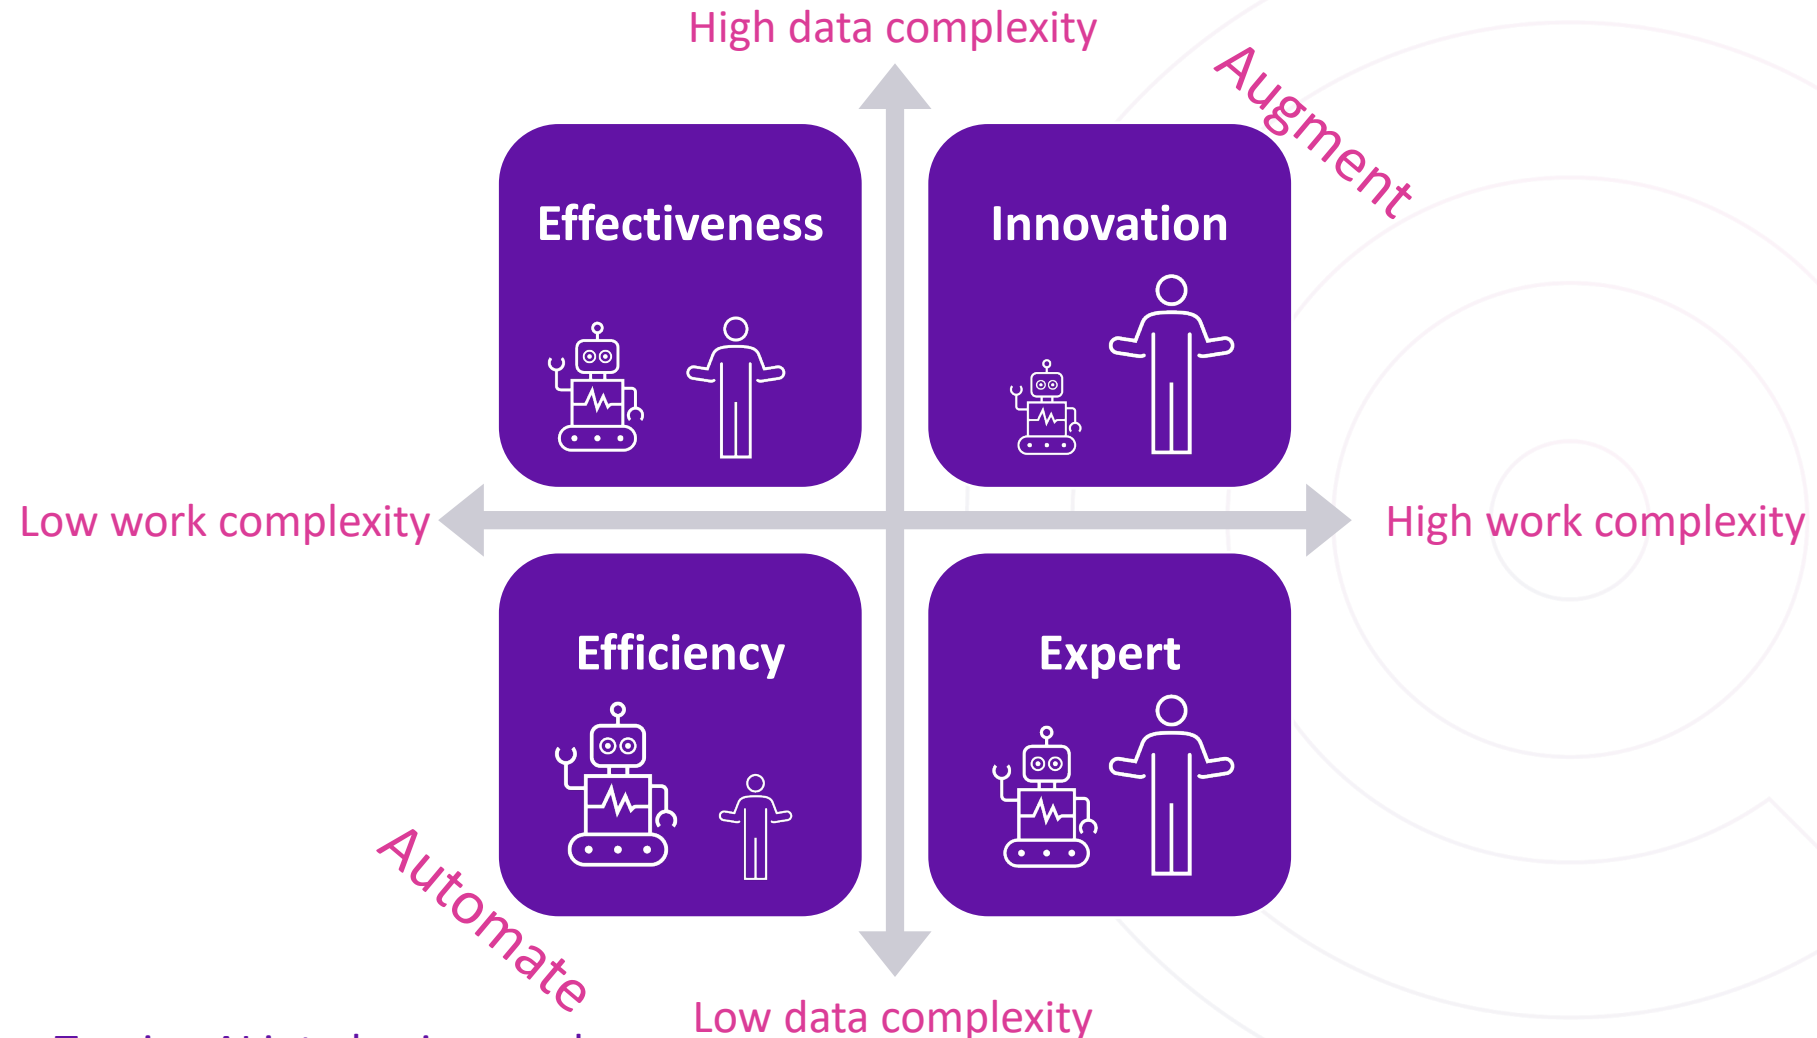 High data complexity
Augment
Effectiveness
Innovation
Low work complexity
High work complexity
Efficiency
Expert
Automate
Low data complexity